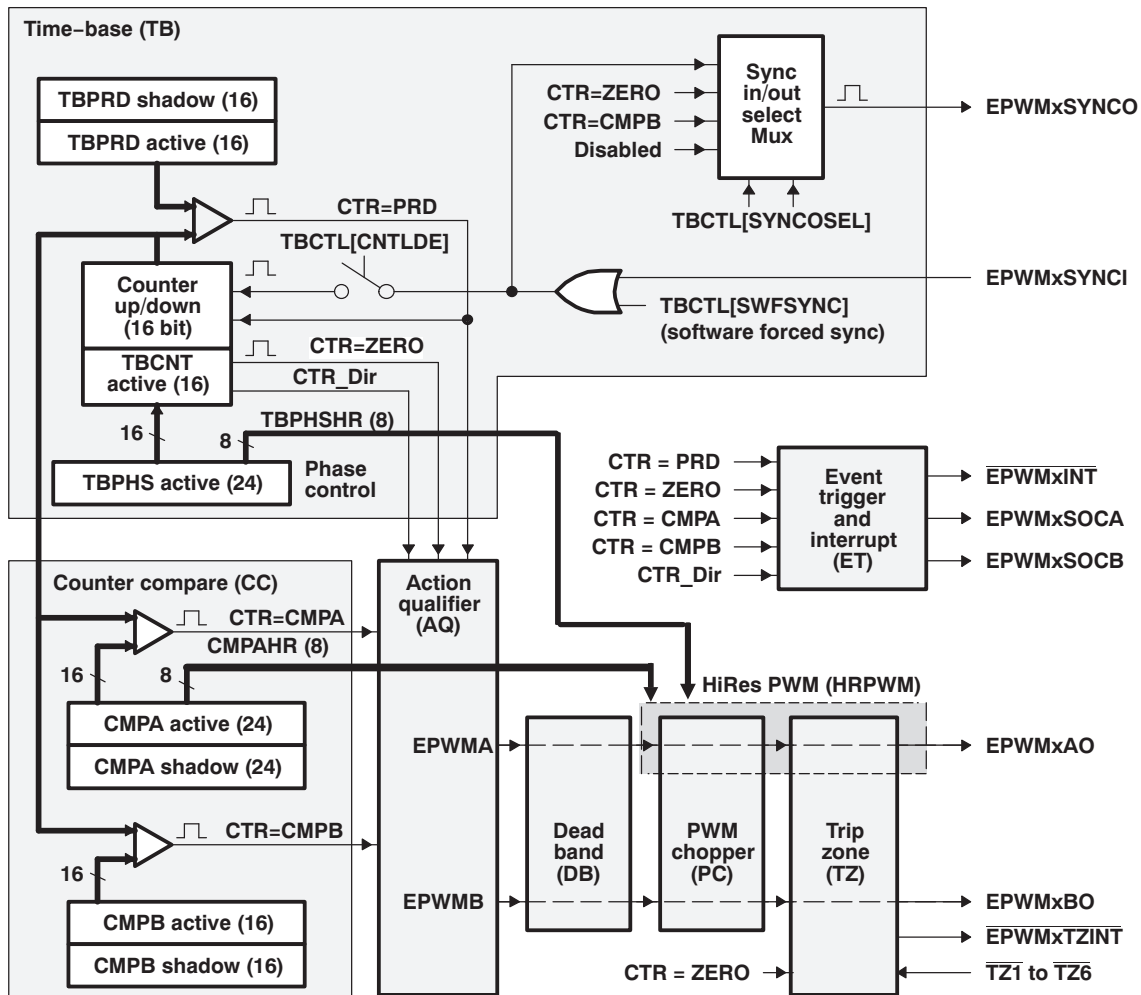 Time−base (TB)
TBPRD shadow (16)
TBPRD active (16)
CTR=PRD
TBCTL[CNTLDE]
Counter
up/down
(16 bit)
TBCNT
active (16)
CTR=ZERO
CTR_Dir
16
8
TBPHSHR (8)
TBPHS active (24)
Phase
control
CTR=ZERO
CTR=CMPB
Disabled
Sync
in/out
select
Mux
TBCTL[SYNCOSEL]
EPWMxSYNCO
EPWMxSYNCI
TBCTL[SWFSYNC]
(software forced sync)
CTR = PRD
CTR = ZERO
CTR = CMPA
CTR = CMPB
CTR_Dir
Event
trigger
and
interrupt
(ET)
EPWMxINT
EPWMxSOCA
EPWMxSOCB
Counter compare (CC)
CTR=CMPA
CMPAHR (8)
16
8
CMPA active (24)
CMPA shadow (24)
CTR=CMPB
16
CMPB active (16)
CMPB shadow (16)
Action
qualifier
(AQ)
EPWMA
EPWMB
HiRes PWM (HRPWM)
Dead
band
(DB)
PWM
chopper
(PC)
Trip
zone
(TZ)
CTR = ZERO
EPWMxAO
EPWMxBO
EPWMxTZINT
TZ1 to TZ6